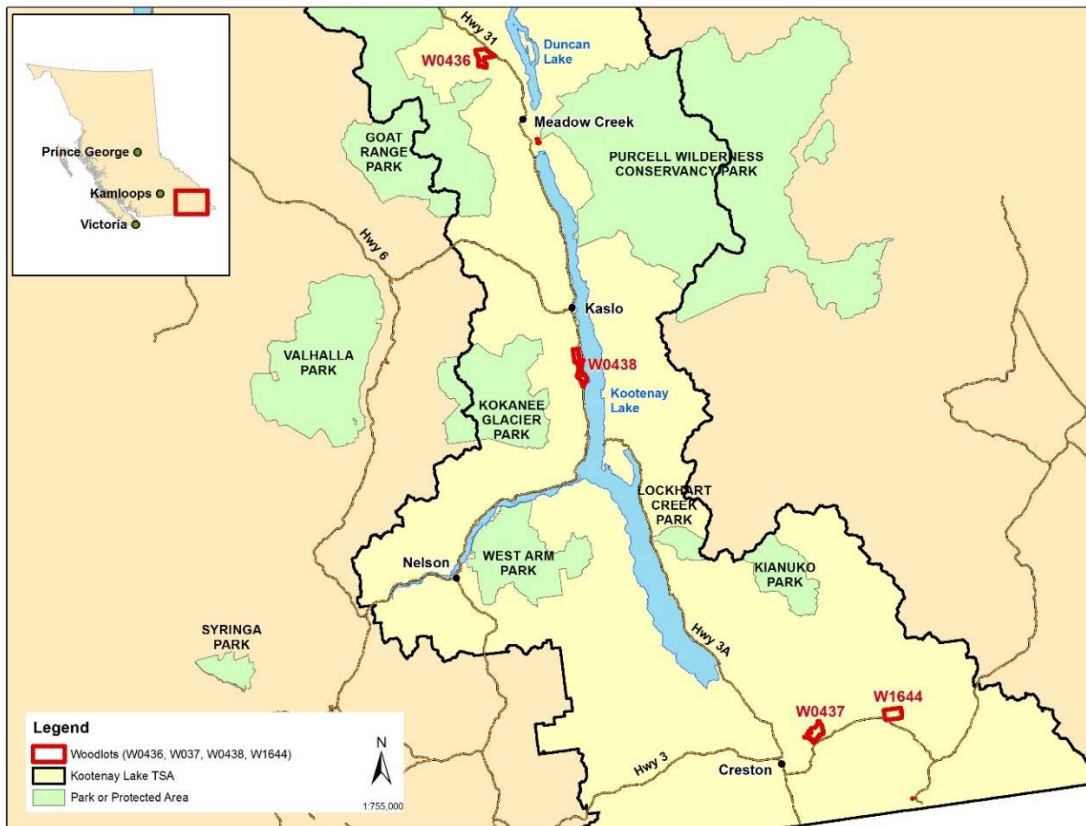 Prince George
Kamloops
Victoria
Hwy 31
W0436
Duncan
Lake
Meadow Creek
GOAT
RANGE
PARK
PURCELL WILDERNESS
CONSERVANCY PARK
Hwy 6
Kaslo
VALHALLA
PARK
W0438
KOKANEE
GLACIER
PARK
Kootenay
Lake
LOCKHART
CREEK
PARK
Nelson
WEST ARM
PARK
KIANUKO
PARK
SYRINGA
PARK
Hwy 3A
W1644
W0437
Hwy 3
Creston
Legend
Woodlots (W0436, W037, W0438, W1644)
Kootenay Lake TSA
Park or Protected Area
N
1:755,000